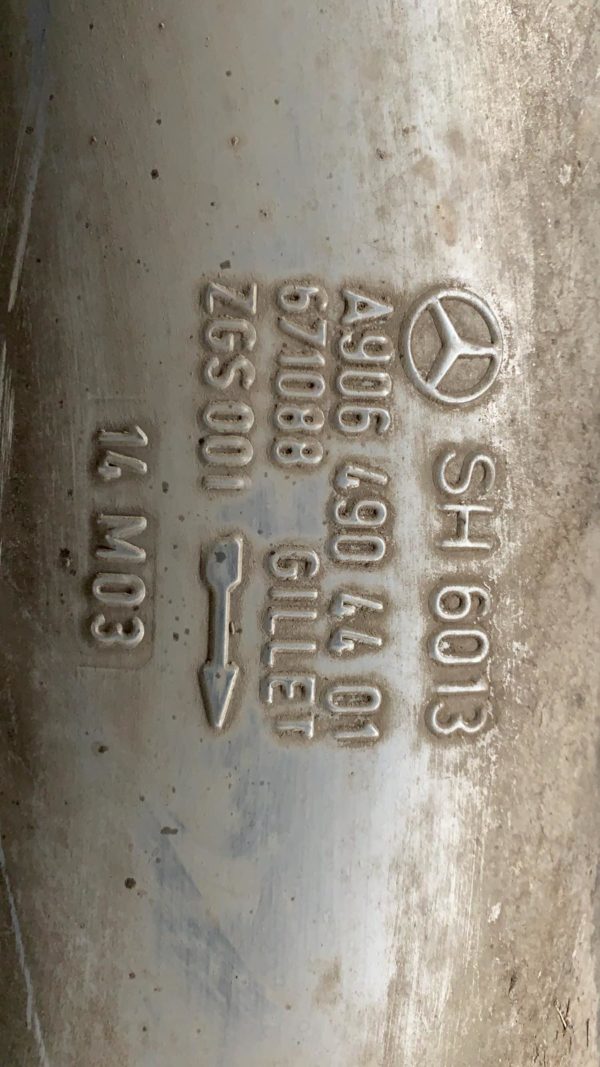 SH 6013
A906 490 44 01
671088 GILLET
ZGS 001
14 M03